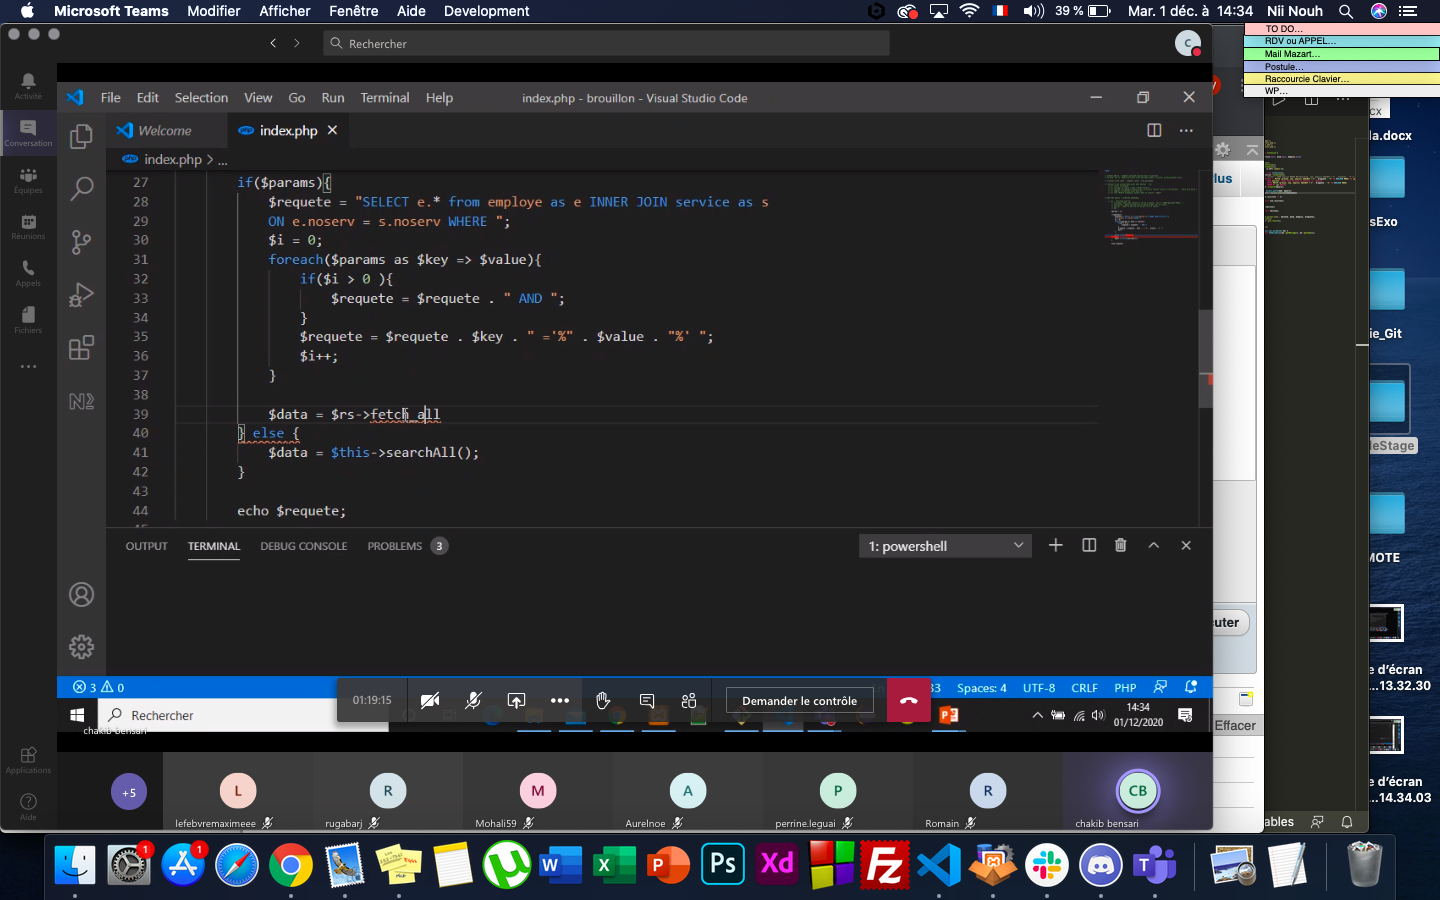 Microsoft Teams Modifier Afficher Fenêtre Aide Development 39 % Mar. 1 déc. à 14:34 Nii Nouh
TO DO...
RDV ou APPEL...
Mail Mazart...
Postule...
Raccourcie Clavier...
WP...
Rechercher
C
Activité
Conversation
Équipes
Réunions
Appels
Fichiers
Applications
Aide
File Edit Selection View Go Run Terminal Help index.php - brouillon - Visual Studio Code
Welcome index.php
index.php > ...
27 if($params){
28 $requete = "SELECT e.* from employe as e INNER JOIN service as s
29 ON e.noserv = s.noserv WHERE ";
30 $i = 0;
31 foreach($params as $key => $value){
32 if($i > 0 ){
33 $requete = $requete . " AND ";
34 }
35 $requete = $requete . $key . " ='%" . $value . "%' ";
36 $i++;
37 }
38
39 $data = $rs->fetch_all
40 } else {
41 $data = $this->searchAll();
42 }
43
44 echo $requete;
OUTPUT TERMINAL DEBUG CONSOLE PROBLEMS 3 1: powershell
3 0 33 Spaces: 4 UTF-8 CRLF PHP
01:19:15 Demander le contrôle
Rechercher
14:34
01/12/2020
chakib bensari
+5 L R M A P R CB
lefebvremaximeee rugabarj Mohali59 Aurelnoe perrine.leguai Romain chakib bensari
CX
la.docx
lus
sExo
ie_Git
leStage
MOTE
uter
e d'écran
...13.32.30
Effacer
e d'écran
...14.34.03
ables
1 1 W X P Ps Xd Fz